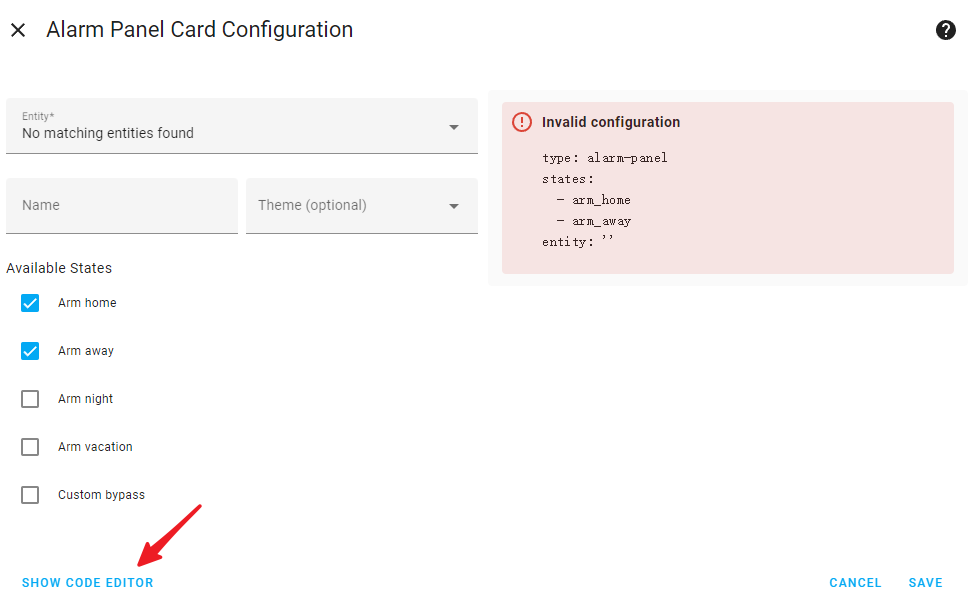 Alarm Panel Card Configuration
Entity*
No matching entities found
Name
Theme (optional)
Available States
Arm home
Arm away
Arm night
Arm vacation
Custom bypass
Invalid configuration
type: alarm-panel
states:
  - arm_home
  - arm_away
entity: ''
SHOW CODE EDITOR
CANCEL
SAVE